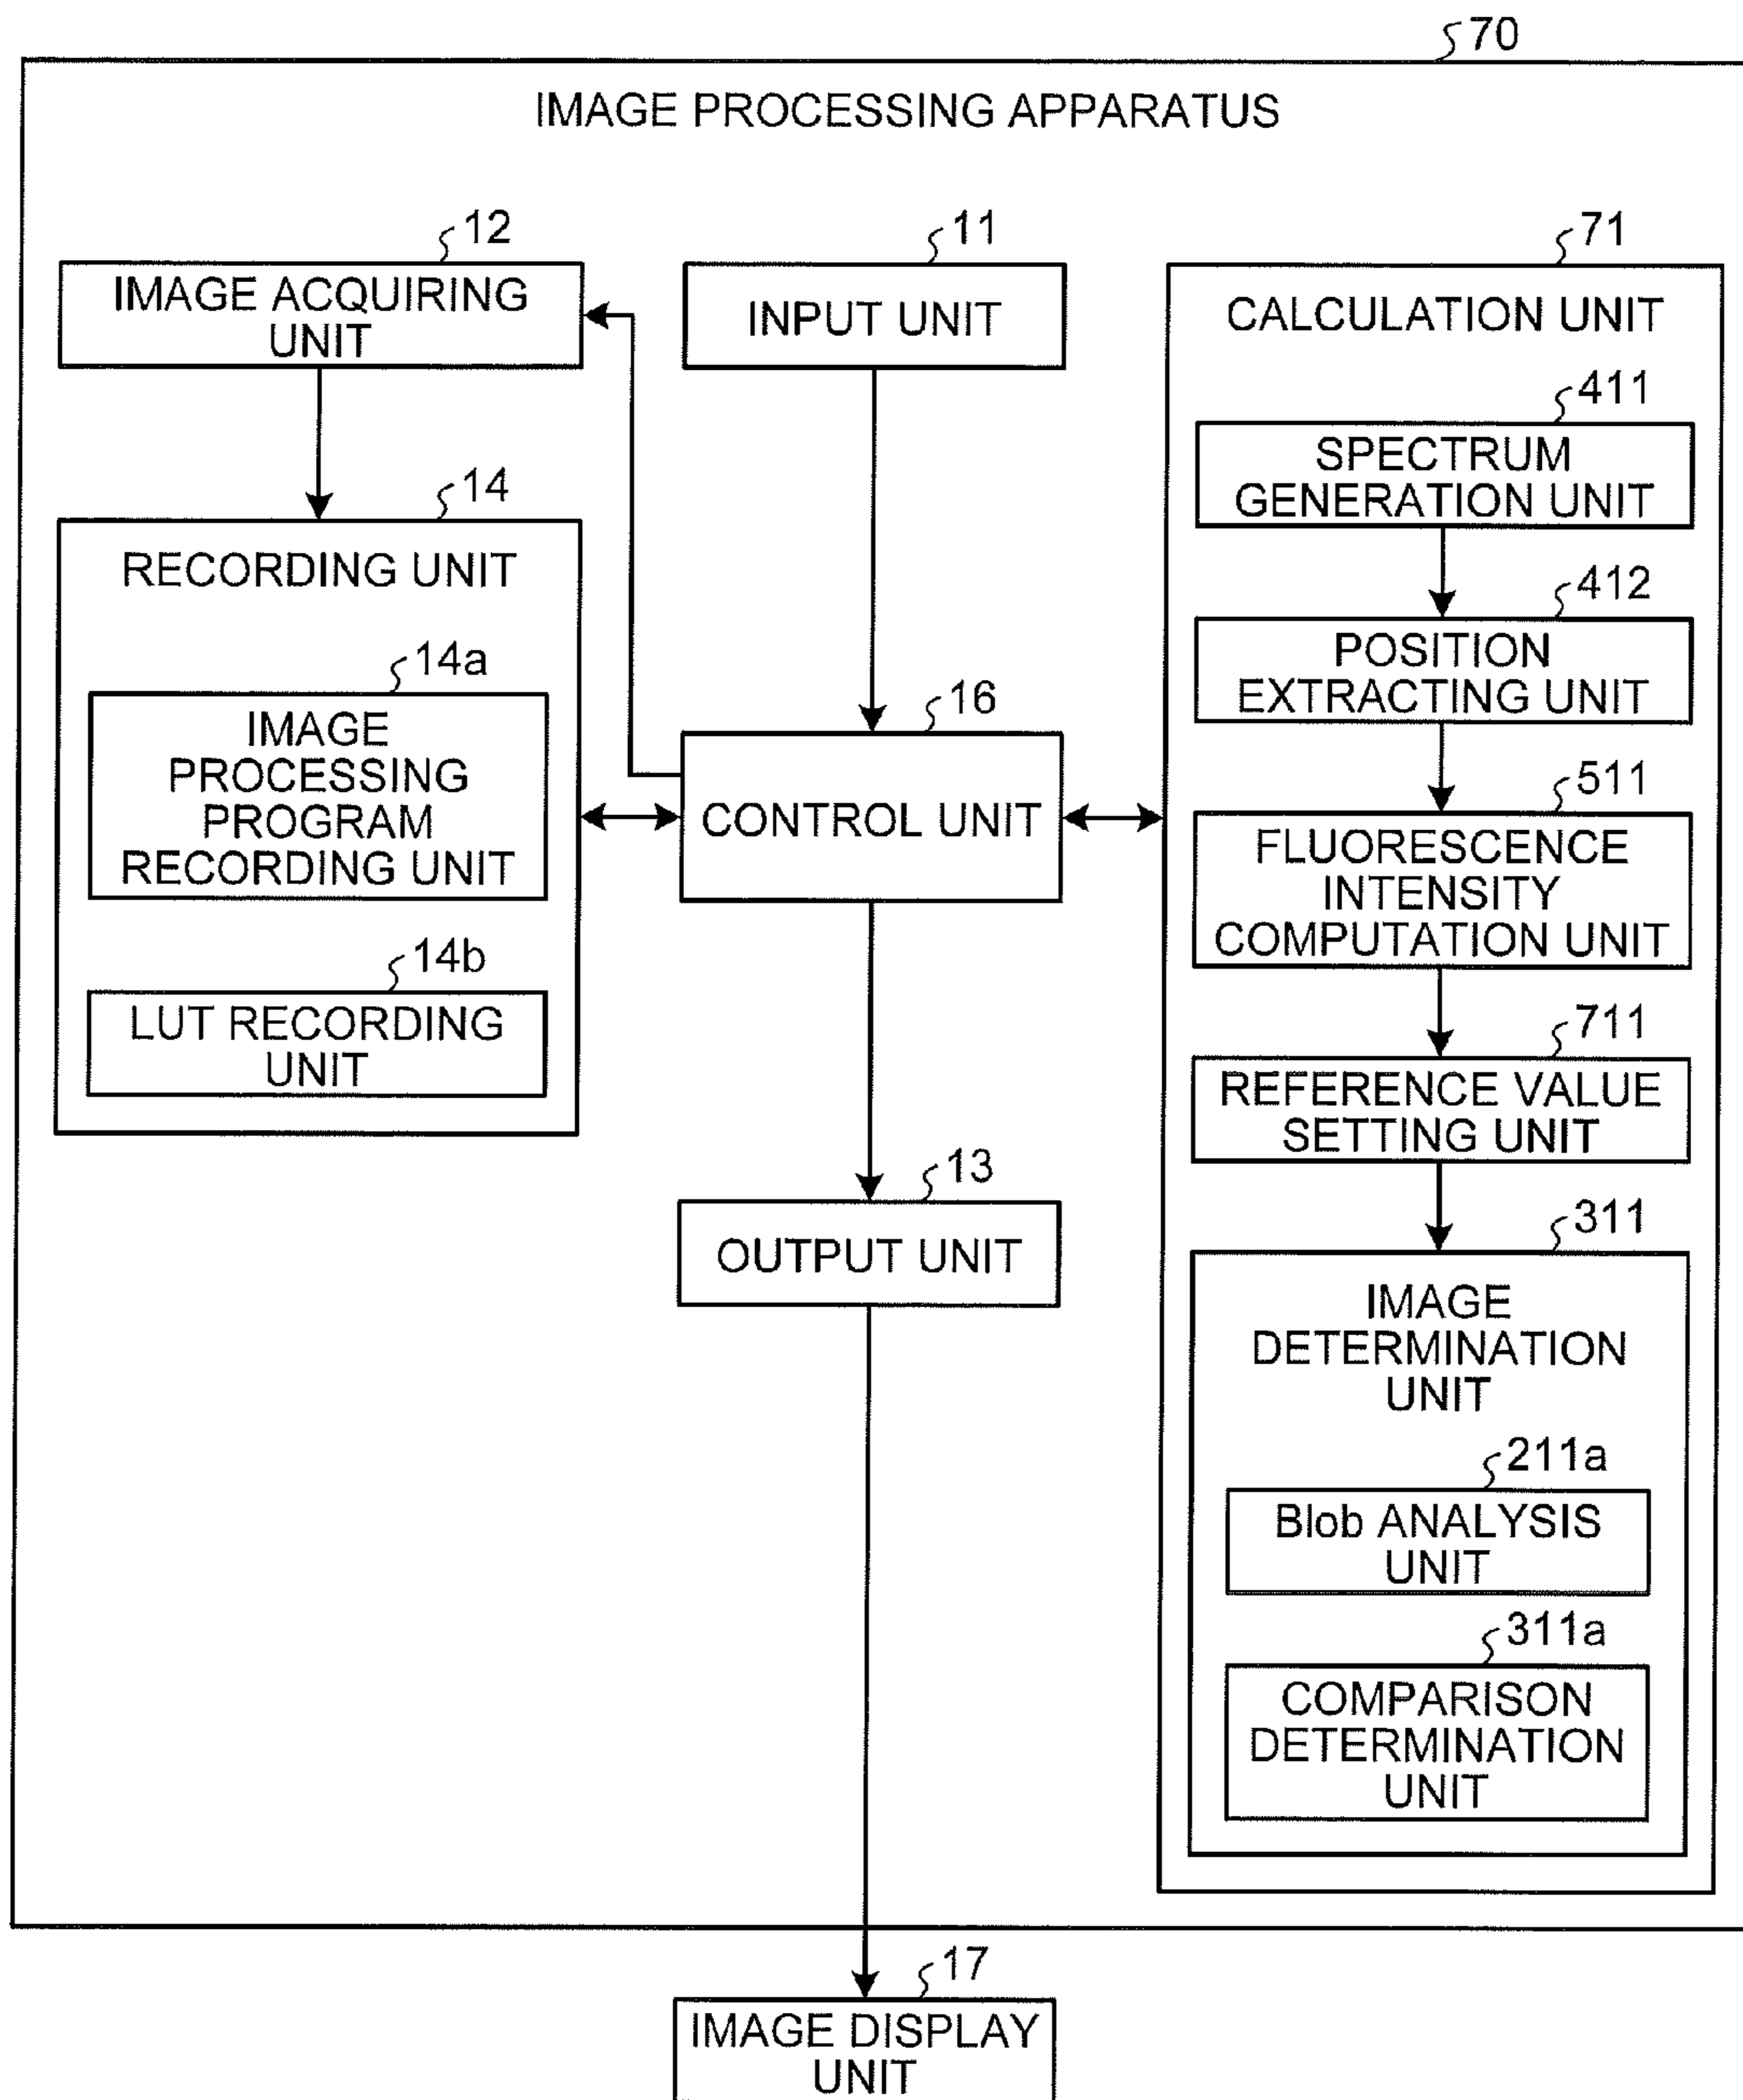 70
IMAGE PROCESSING APPARATUS
12
IMAGE ACQUIRING
UNIT
11
INPUT UNIT
71
CALCULATION UNIT
411
SPECTRUM
GENERATION UNIT
412
POSITION
EXTRACTING UNIT
511
FLUORESCENCE
INTENSITY
COMPUTATION UNIT
711
REFERENCE VALUE
SETTING UNIT
311
IMAGE
DETERMINATION
UNIT
211a
Blob ANALYSIS
UNIT
311a
COMPARISON
DETERMINATION
UNIT
14
RECORDING UNIT
14a
IMAGE
PROCESSING
PROGRAM
RECORDING UNIT
14b
LUT RECORDING
UNIT
16
CONTROL UNIT
13
OUTPUT UNIT
17
IMAGE DISPLAY
UNIT